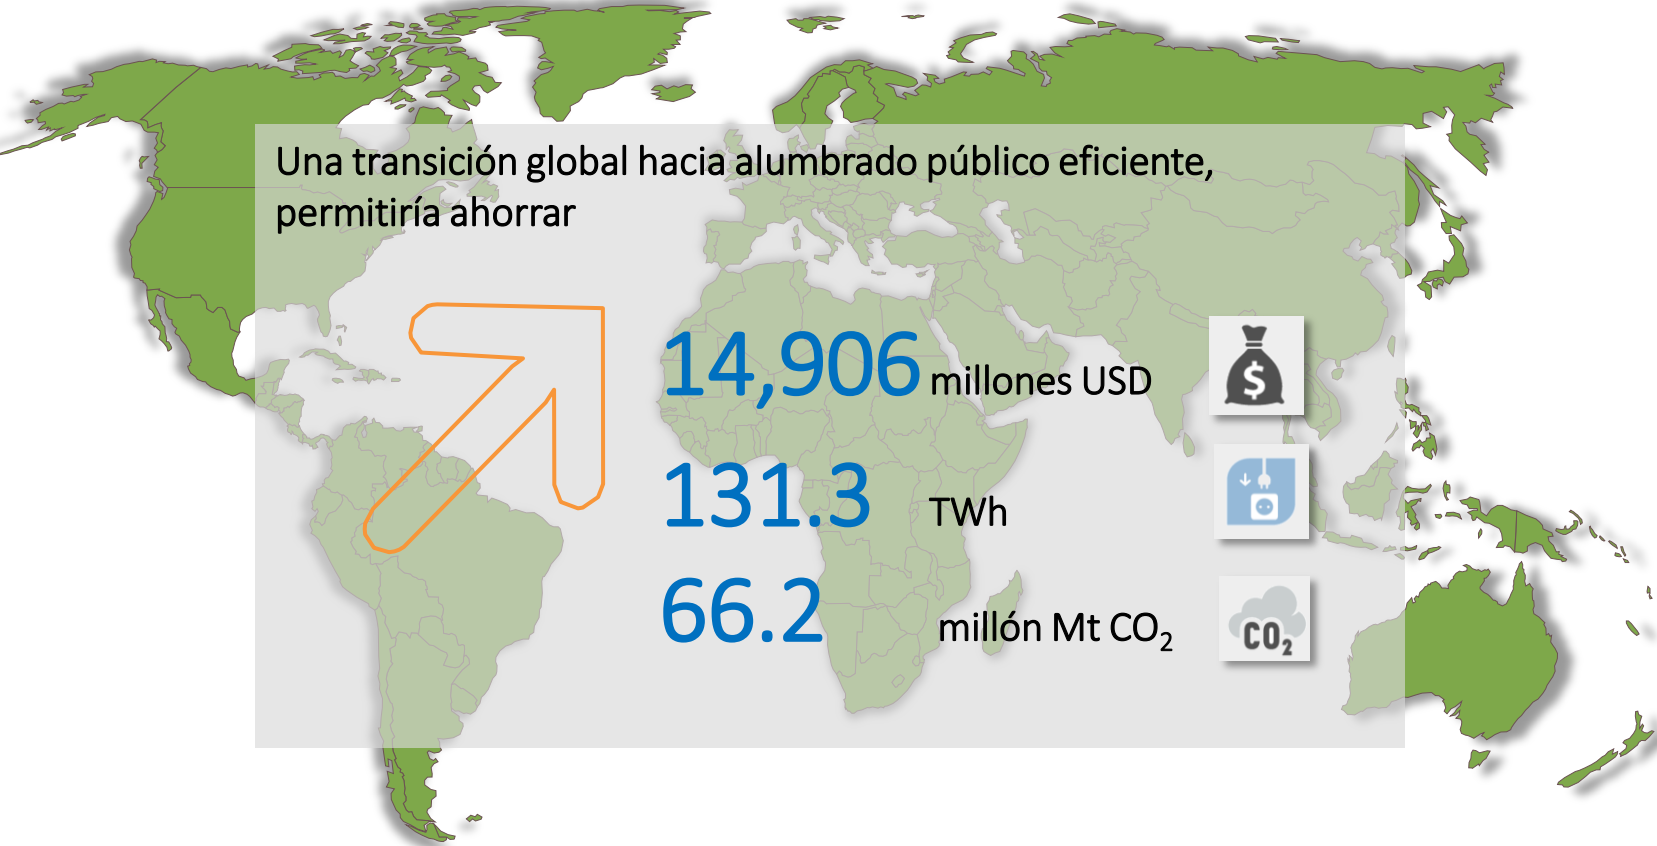 Una transición global hacia alumbrado público eficiente,
permitiría ahorrar
14,906 millones USD
$
131.3 TWh
66.2 millón Mt CO₂
CO₂